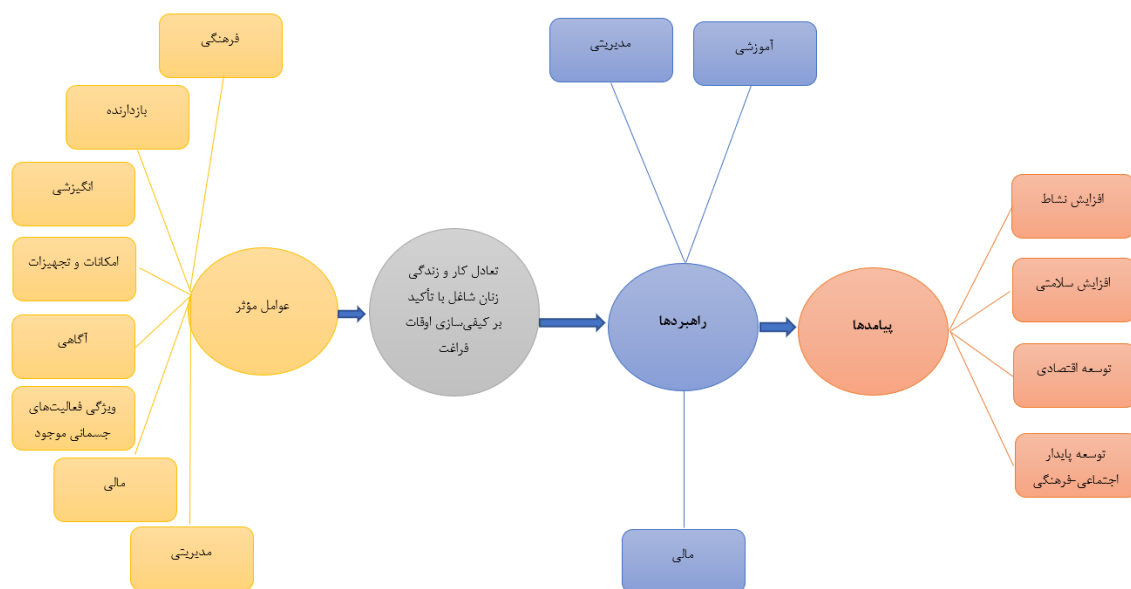 فرهنگی
بازدارنده
انگیزشی
امکانات و تجهیزات
آگاهی
ویژگی فعالیت‌های
جسمانی موجود
مالی
مدیریتی
عوامل مؤثر
تعادل کار و زندگی
زنان شاغل با تأکید
بر کیفی‌سازی اوقات
فراغت
مدیریتی
آموزشی
راهبردها
مالی
پیامدها
افزایش نشاط
افزایش سلامتی
توسعه اقتصادی
توسعه پایدار
اجتماعی-فرهنگی